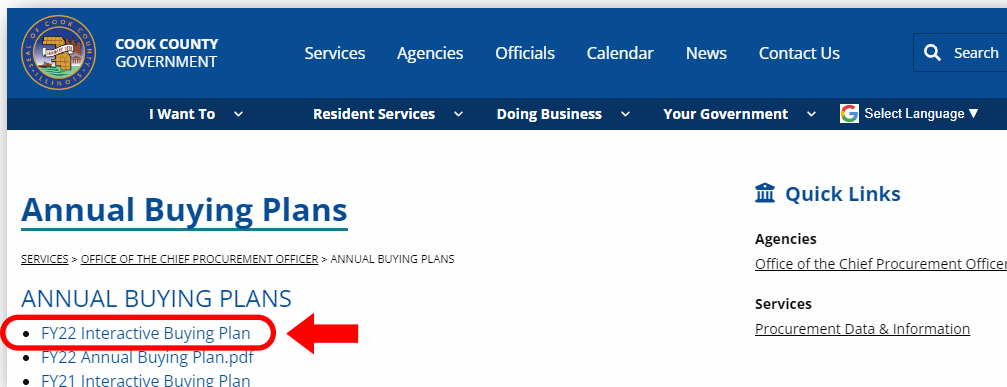 COOK COUNTY
GOVERNMENT
Services Agencies Officials Calendar News Contact Us Search
I Want To Resident Services Doing Business Your Government Select Language ▼
Annual Buying Plans
SERVICES > OFFICE OF THE CHIEF PROCUREMENT OFFICER > ANNUAL BUYING PLANS
ANNUAL BUYING PLANS
FY22 Interactive Buying Plan
FY22 Annual Buying Plan.pdf
FY21 Interactive Buying Plan
Quick Links
Agencies
Office of the Chief Procurement Officer
Services
Procurement Data & Information